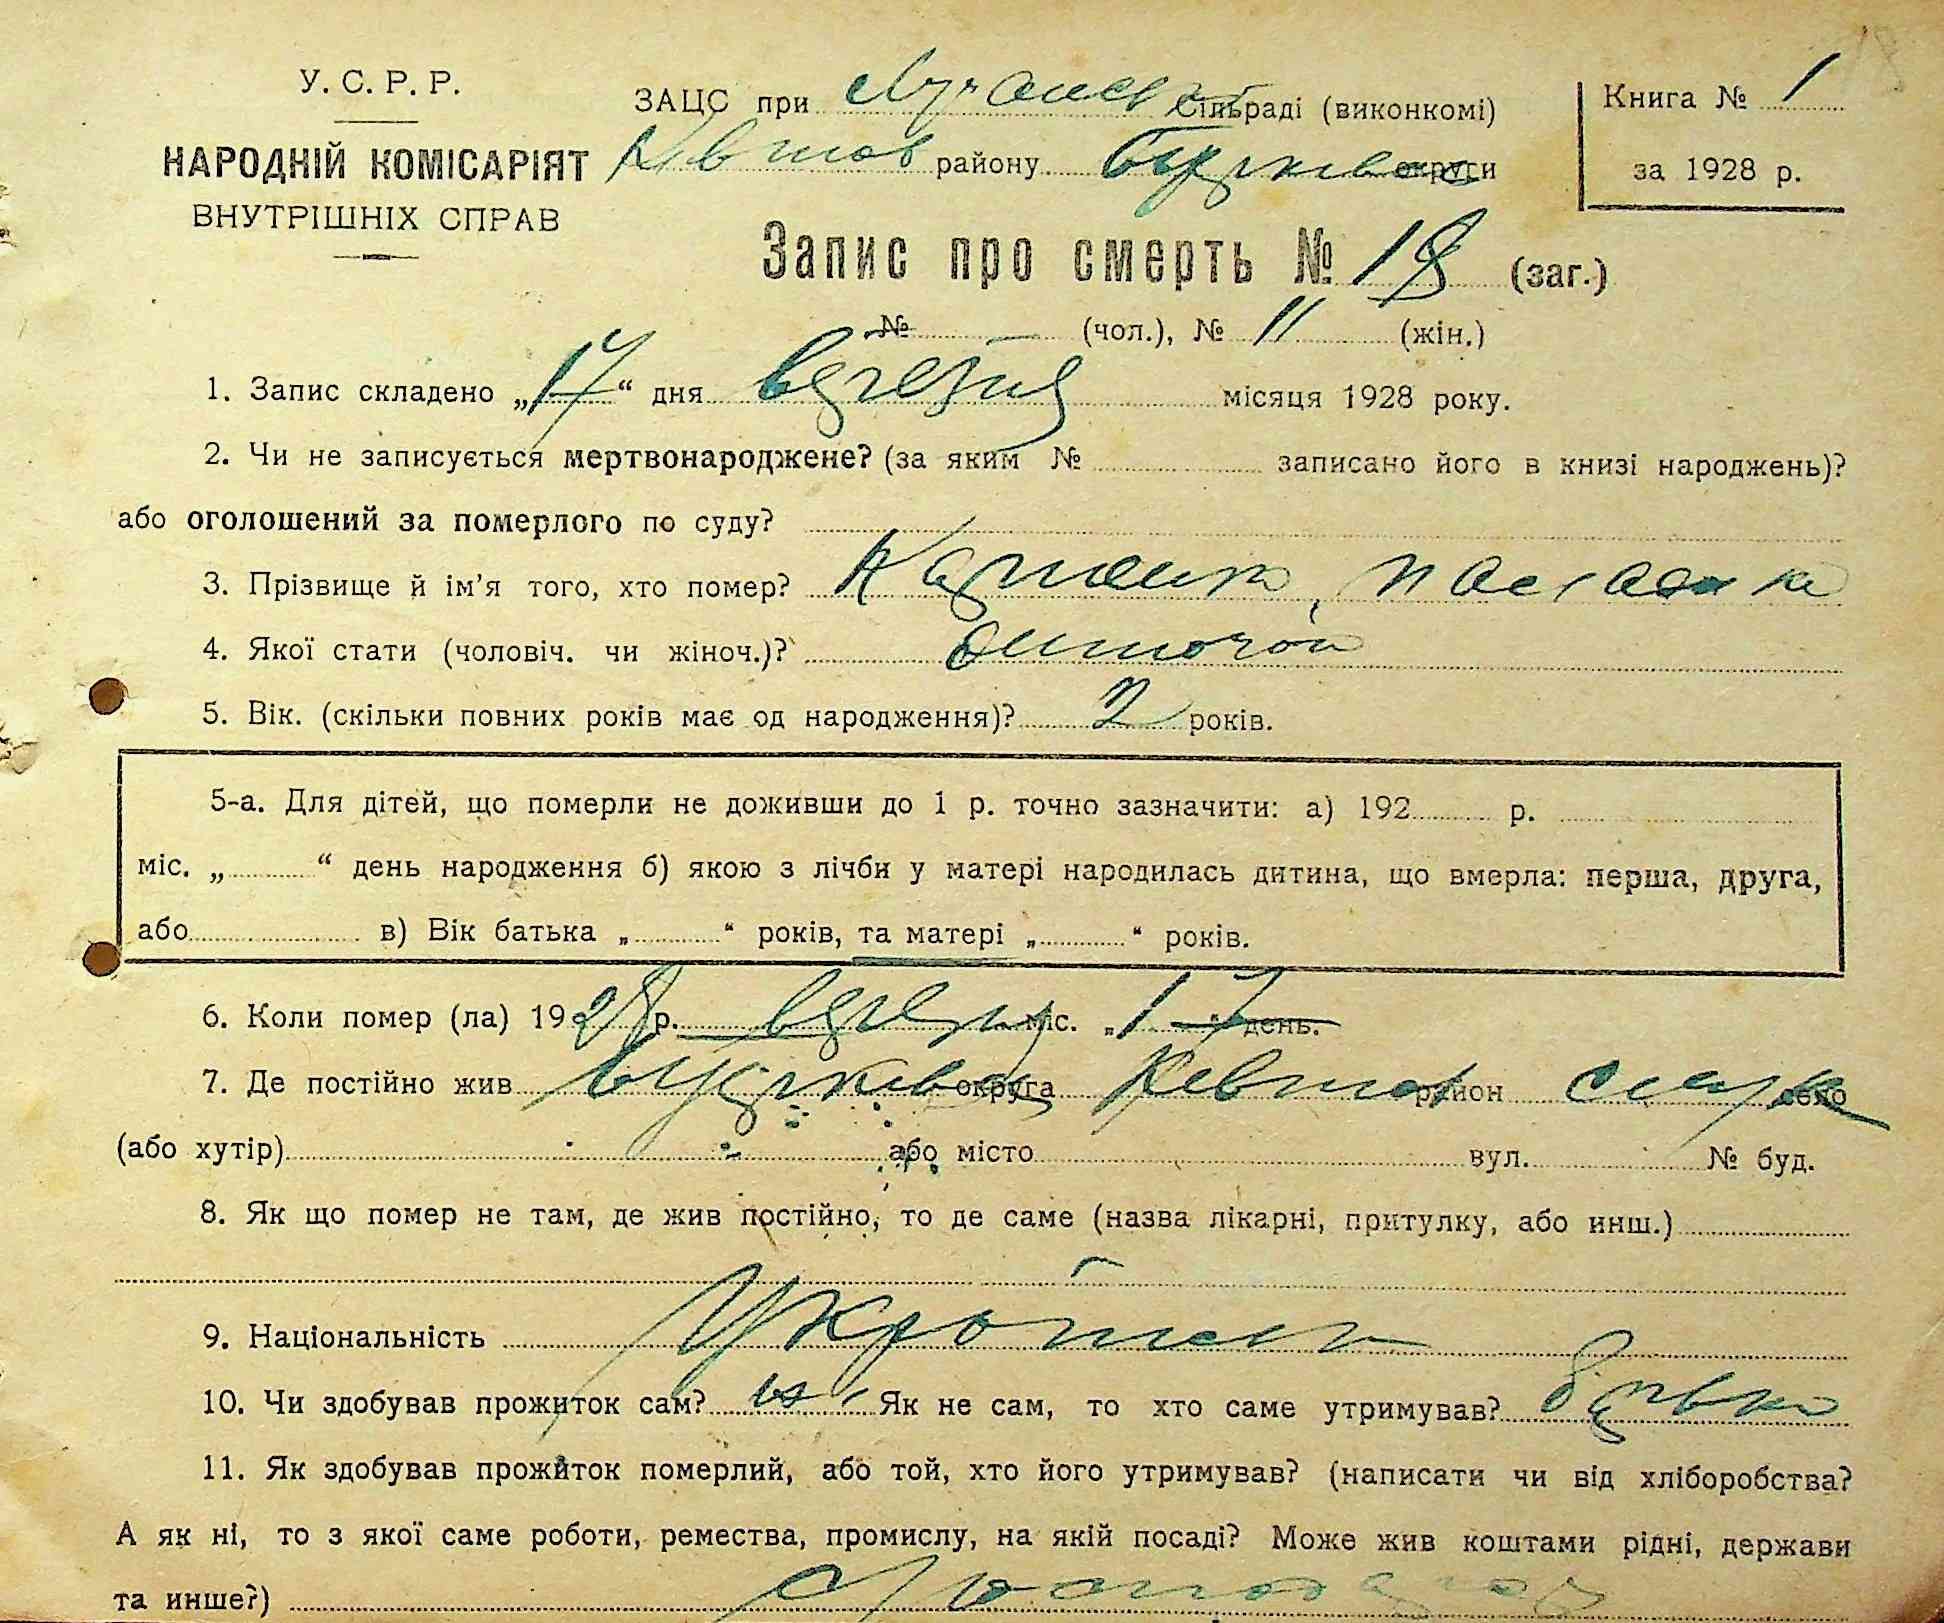 У. С. Р. Р.
НАРОДНІЙ КОМІСАРІЯТ
ВНУТРІШНІХ СПРАВ
ЗАЦС при Сільраді (виконкомі)
району округи
Книга № 1
за 1928 р.
Запис про смерть № 18 (заг.)
№ (чол.), № 11 (жін.)
1. Запис складено „17“ дня березня місяця 1928 року.
2. Чи не записується мертвонароджене? (за яким № записано його в книзі народжень)?
або оголошений за померлого по суду?
3. Прізвище й ім’я того, хто помер?
4. Якої стати (чоловіч. чи жіноч.)?
5. Вік. (скільки повних років має од народження)? 2 років.
5-а. Для дітей, що померли не доживши до 1 р. точно зазначити: а) 192 р.
міс. „ “ день народження б) якою з лічби у матері народилась дитина, що вмерла: перша, друга,
або в) Вік батька „ “ років, та матері „ “ років.
6. Коли помер (ла) 1928 р. березня міс. „17 день.
7. Де постійно жив округа район село
(або хутір) або місто вул. № буд.
8. Як що помер не там, де жив постійно, то де саме (назва лікарні, притулку, або инш.)
9. Національність
10. Чи здобував прожиток сам? ні Як не сам, то хто саме утримував? батько
11. Як здобував прожиток померлий, або той, хто його утримував? (написати чи від хліборобства?
А як ні, то з якої саме роботи, ремества, промислу, на якій посаді? Може жив коштами рідні, держави
та инше?)